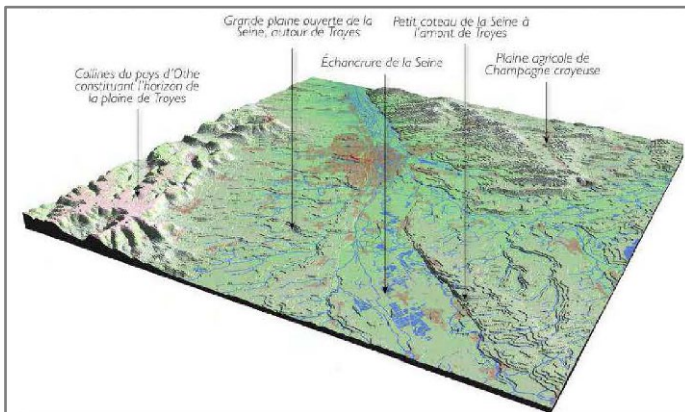 Grande plaine ouverte de la
Seine, autour de Troyes
Petit coteau de la Seine à
l'amont de Troyes
Collines du pays d'Othe
constituant l'horizon de
la plaine de Troyes
Échancrure de la Seine
Plaine agricole de
Champagne crayeuse